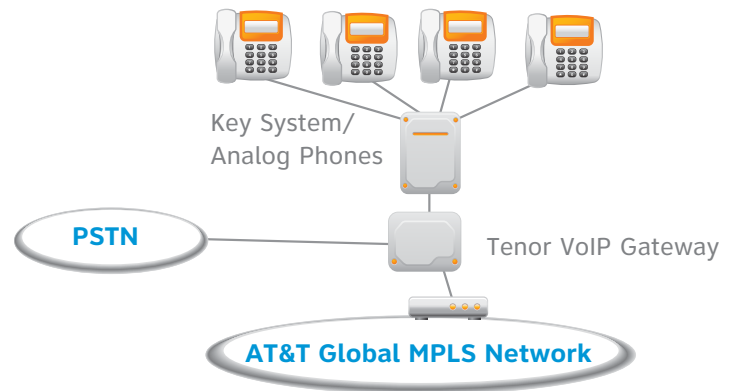 Key System/
Analog Phones
PSTN
Tenor VoIP Gateway
AT&T Global MPLS Network